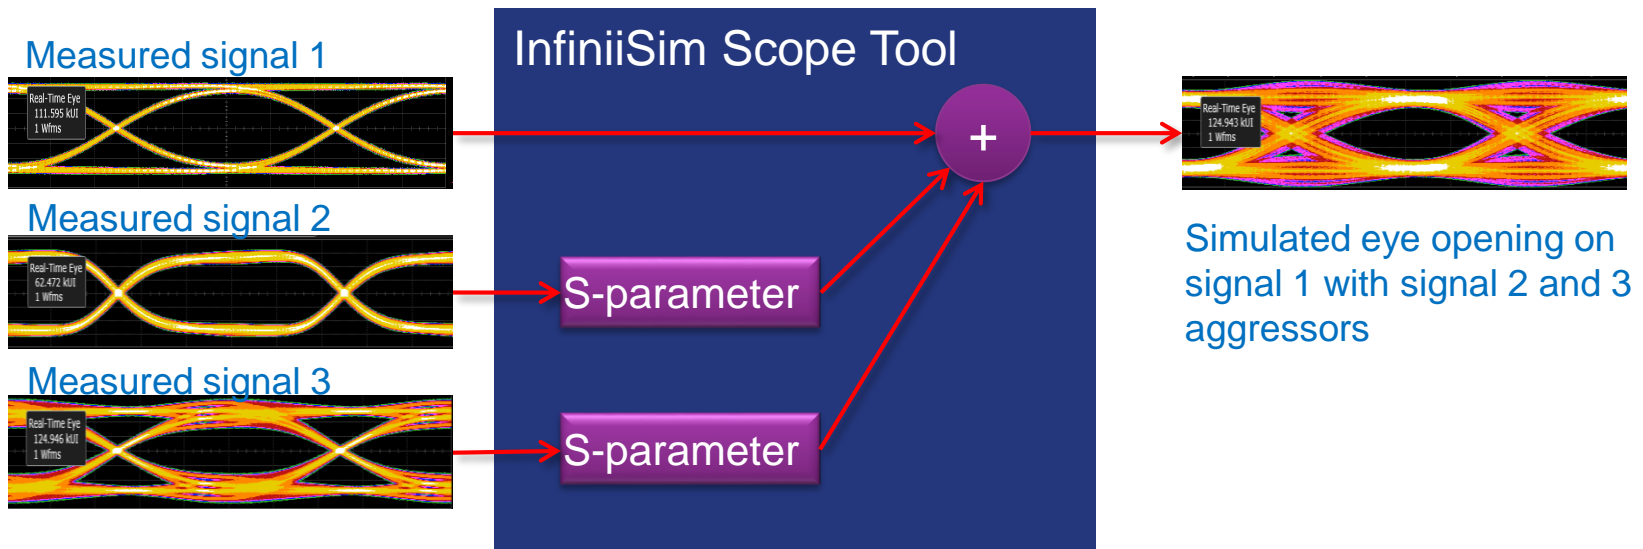 Measured signal 1
Real-Time Eye
111.595 kUI
1 Wfms
Measured signal 2
Real-Time Eye
62.472 kUI
1 Wfms
Measured signal 3
Real-Time Eye
124.946 kUI
1 Wfms
InfiniiSim Scope Tool
+
S-parameter
S-parameter
Real-Time Eye
124.943 kUI
1 Wfms
Simulated eye opening on
signal 1 with signal 2 and 3
aggressors